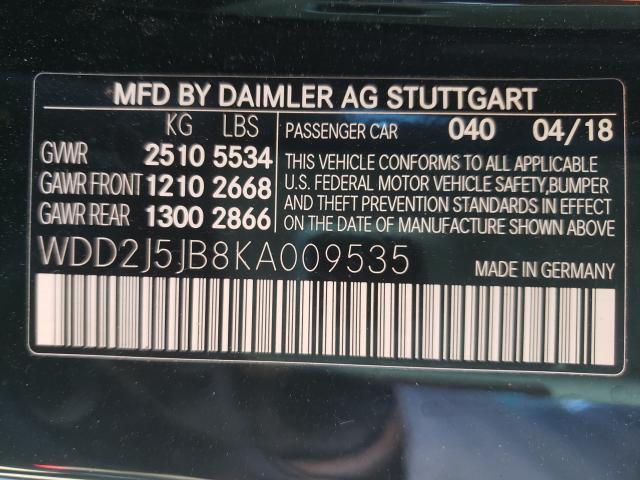 MFD BY DAIMLER AG STUTTGART
KG LBS PASSENGER CAR 040 04/18
GVWR 2510 5534 THIS VEHICLE CONFORMS TO ALL APPLICABLE
GAWR FRONT 1210 2668 U.S. FEDERAL MOTOR VEHICLE SAFETY,BUMPER
AND THEFT PREVENTION STANDARDS IN EFFECT
GAWR REAR 1300 2866 ON THE DATE OF MANUFACTURE SHOWN ABOVE
WDD2J5JB8KA009535 MADE IN GERMANY